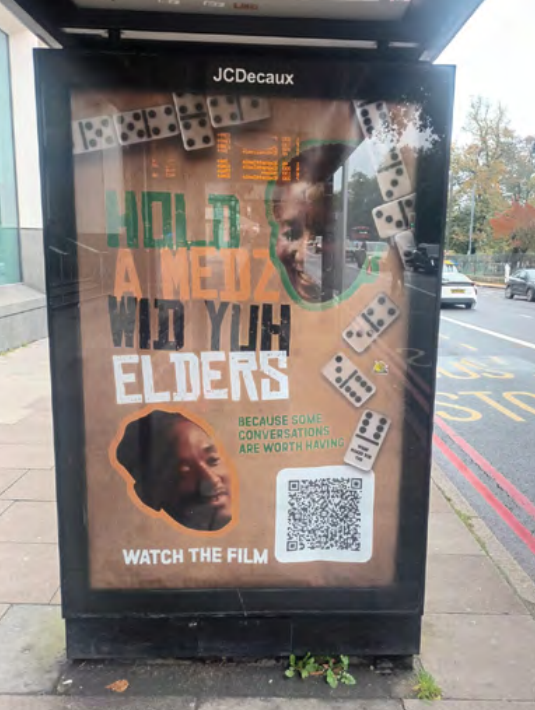 JCDecaux
HOLD
A MEDZ
WID YUH
ELDERS
BECAUSE SOME
CONVERSATIONS
ARE WORTH HAVING
WATCH THE FILM